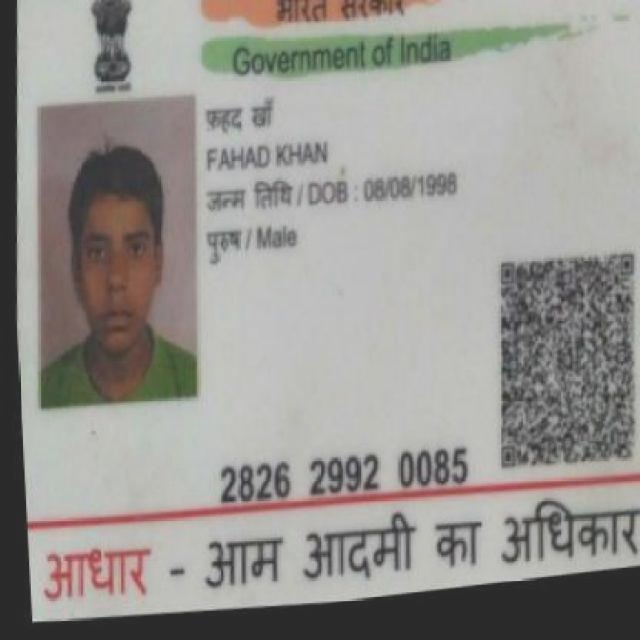 भारत सरकार
Government of India
फ़हद खाँ
FAHAD KHAN
जन्म तिथि / DOB : 08/08/1998
पुरुष / Male
2826 2992 0085
आधार - आम आदमी का अधिकार